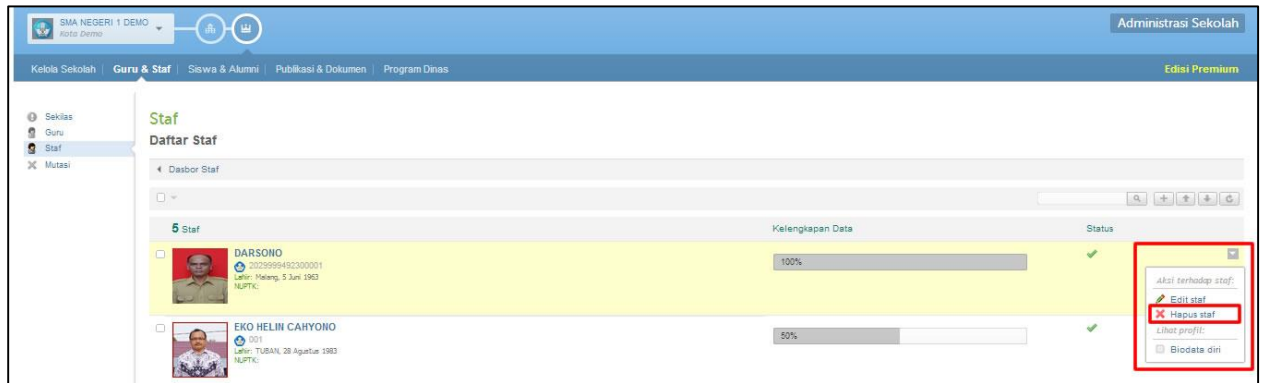 SMA NEGERI 1 DEMO
Kota Demo
Administrasi Sekolah
Kelola Sekolah | Guru & Staf | Siswa & Alumni | Publikasi & Dokumen | Program Dinas
Edisi Premium
Sekilas
Guru
Staf
Mutasi
Staf
Daftar Staf
Dasbor Staf
5 Staf
Kelengkapan Data
Status
DARSONO
2029999492300001
Lahir: Malang, 5 Juni 1963
NUPTK:
100%
Aksi terhadap staf:
Edit staf
Hapus staf
Lihat profil:
Biodata diri
EKO HELIN CAHYONO
001
Lahir: TUBAN, 28 Agustus 1983
NUPTK:
50%